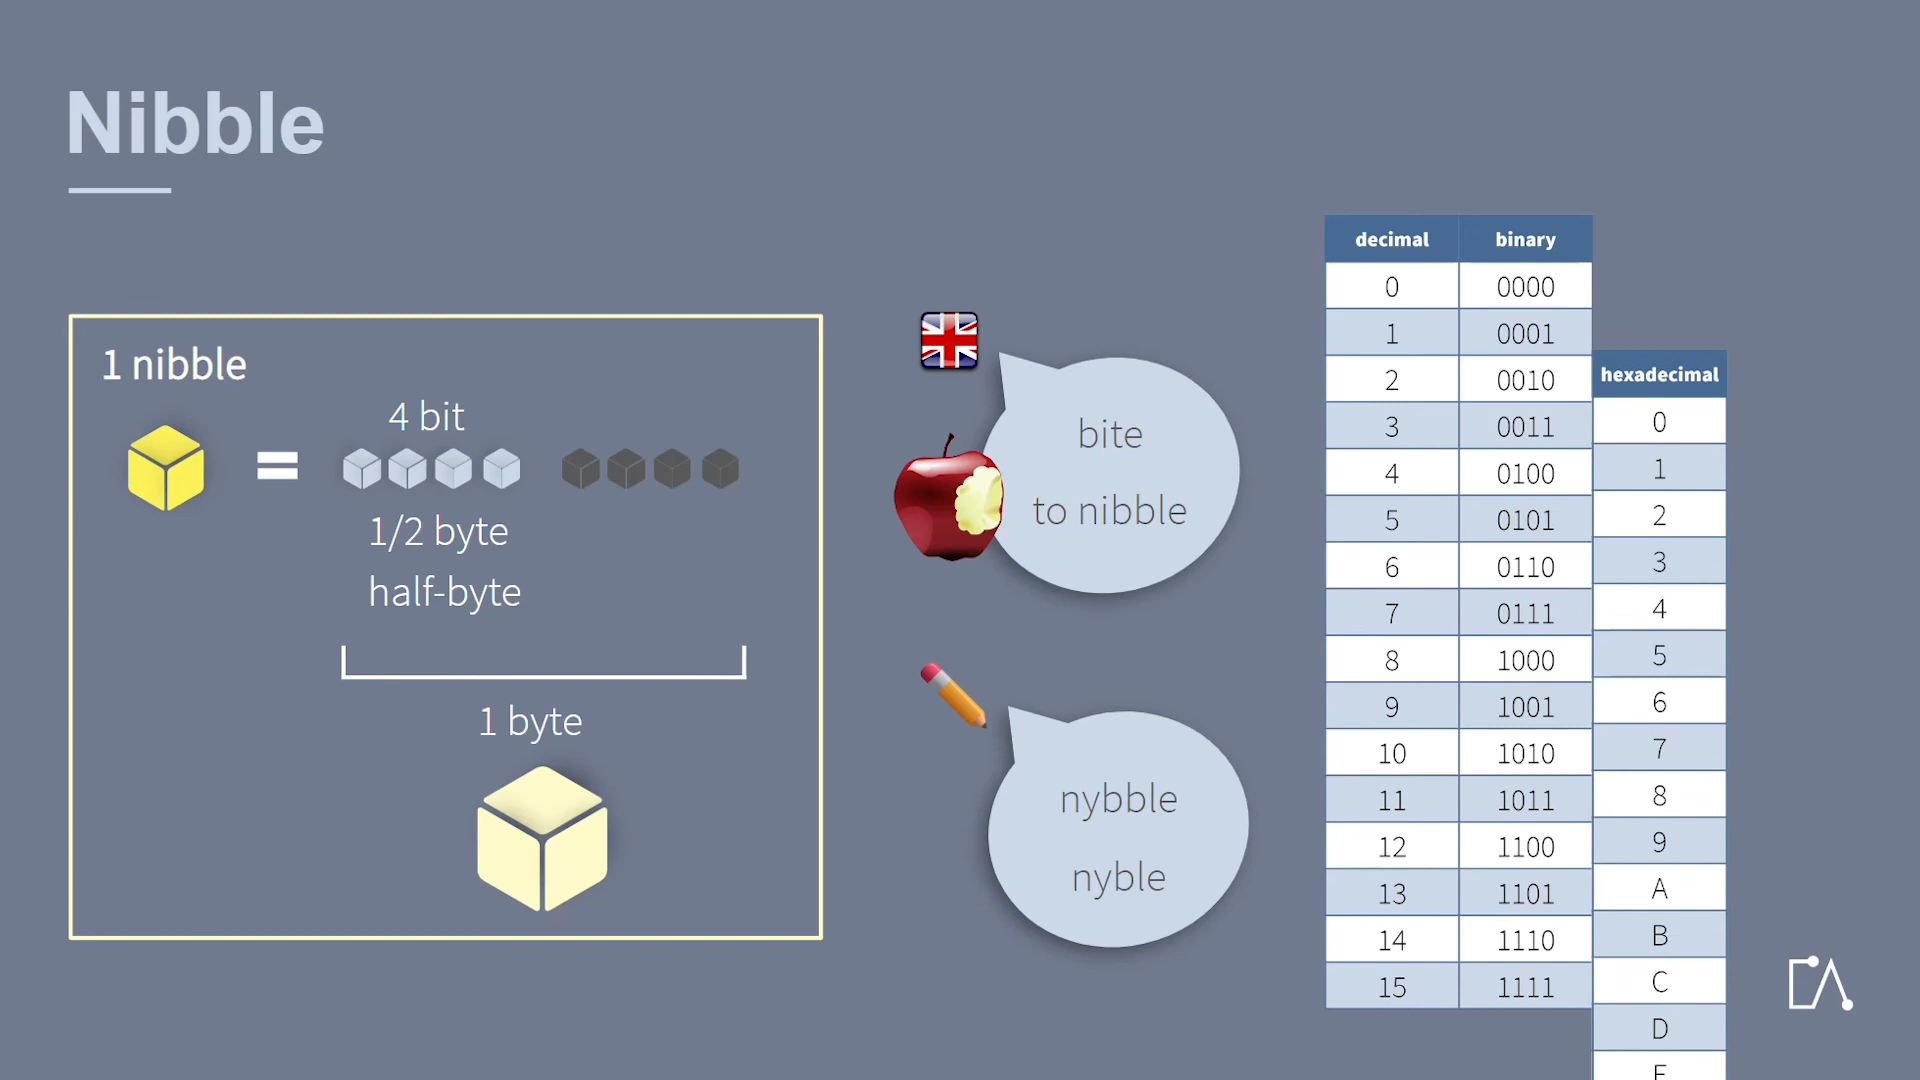 Nibble
1 nibble
4 bit
1/2 byte
half-byte
1 byte
bite
to nibble
nybble
nyble
decimal binary
0 0000
1 0001
2 0010
3 0011
4 0100
5 0101
6 0110
7 0111
8 1000
9 1001
10 1010
11 1011
12 1100
13 1101
14 1110
15 1111
hexadecimal
0
1
2
3
4
5
6
7
8
9
A
B
C
D